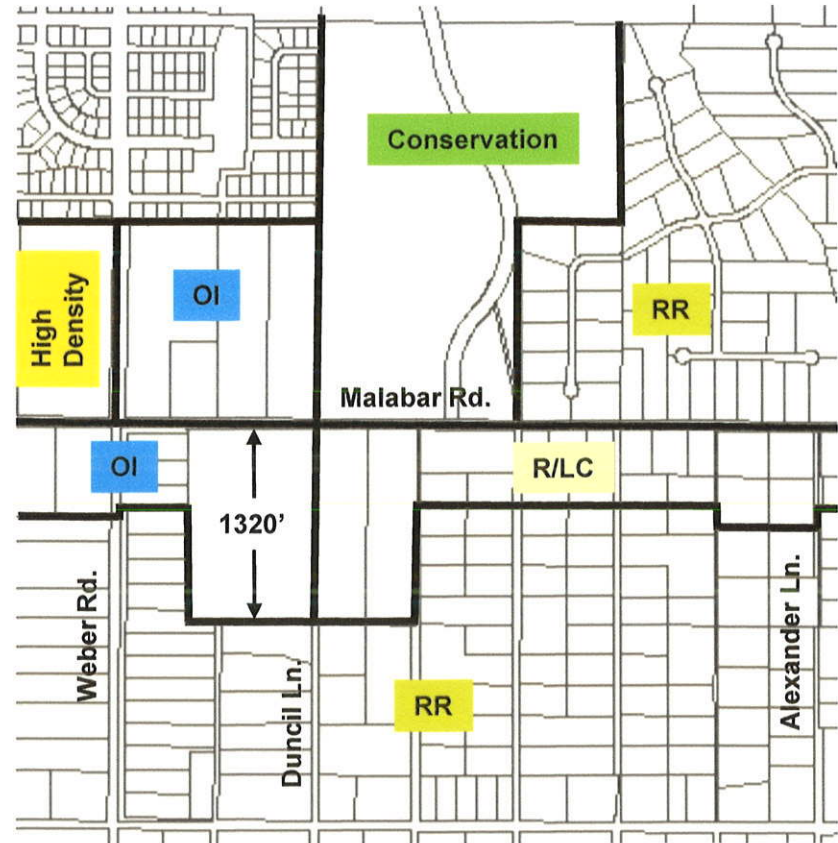 Conservation
High
Density
OI
RR
Malabar Rd.
OI
R/LC
1320’
Weber Rd.
Duncil Ln.
RR
Alexander Ln.